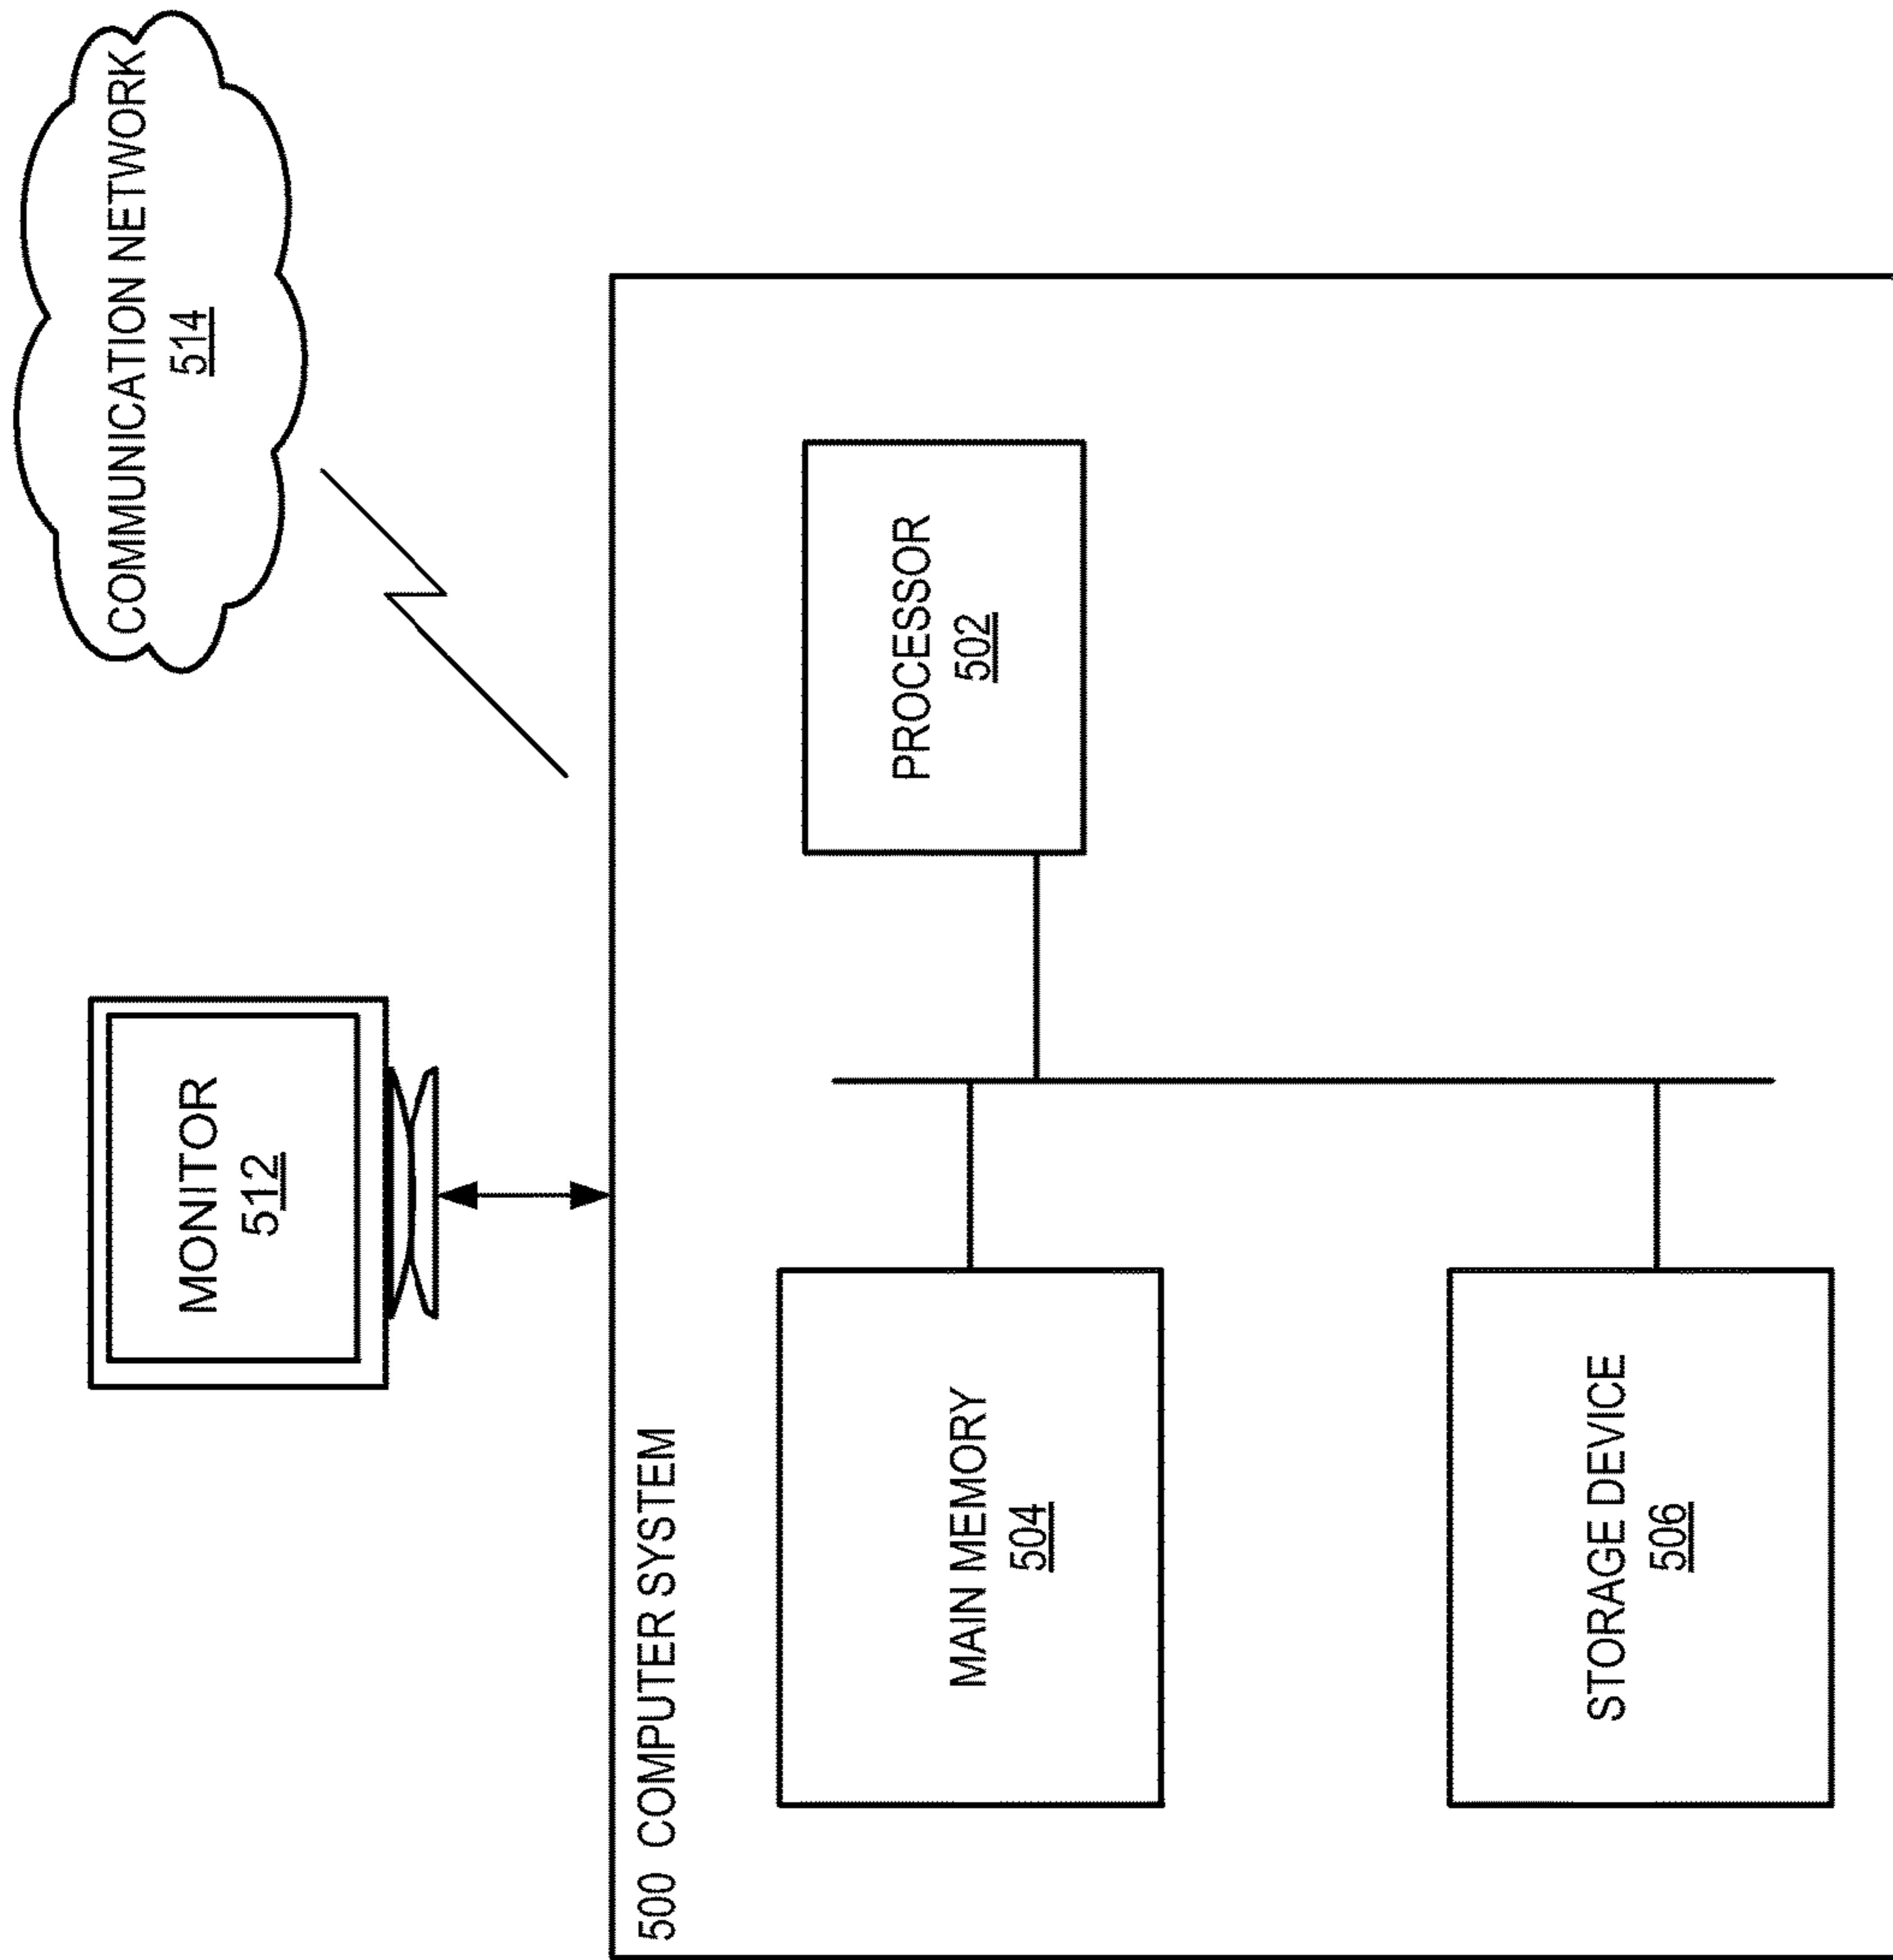 COMMUNICATION NETWORK
514
MONITOR
512
500 COMPUTER SYSTEM
PROCESSOR
502
MAIN MEMORY
504
STORAGE DEVICE
506